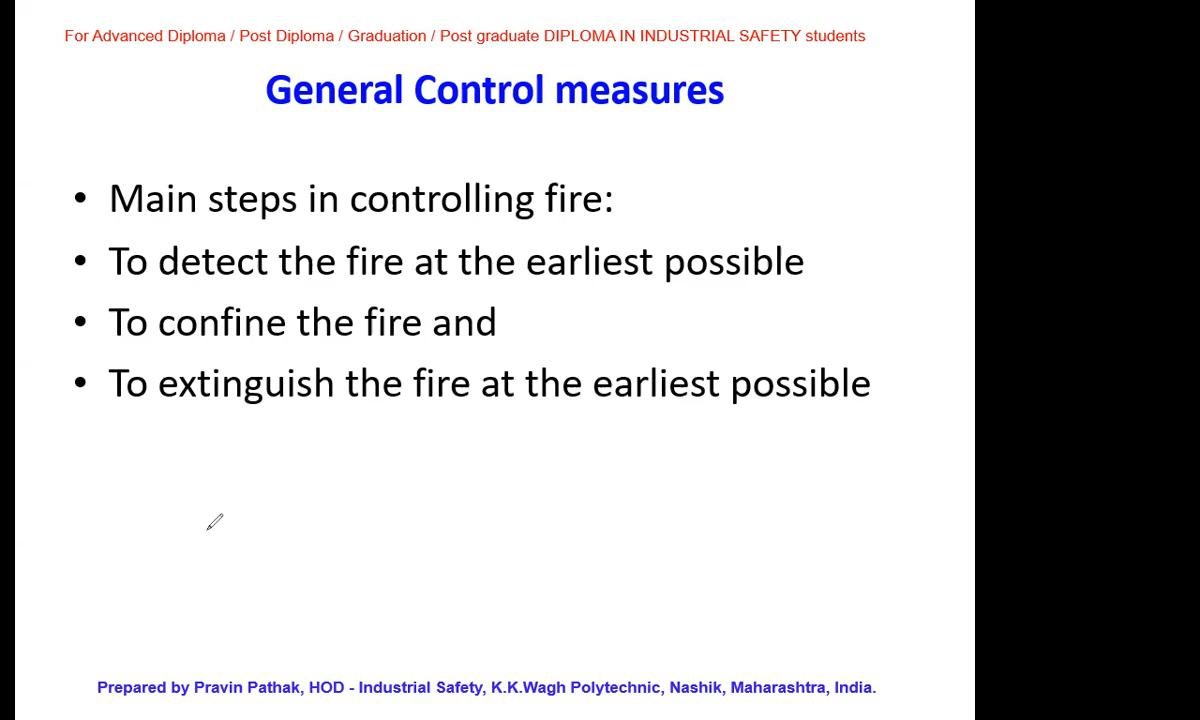 For Advanced Diploma / Post Diploma / Graduation / Post graduate DIPLOMA IN INDUSTRIAL SAFETY students
General Control measures
• Main steps in controlling fire:
• To detect the fire at the earliest possible
• To confine the fire and
• To extinguish the fire at the earliest possible
Prepared by Pravin Pathak, HOD - Industrial Safety, K.K.Wagh Polytechnic, Nashik, Maharashtra, India.